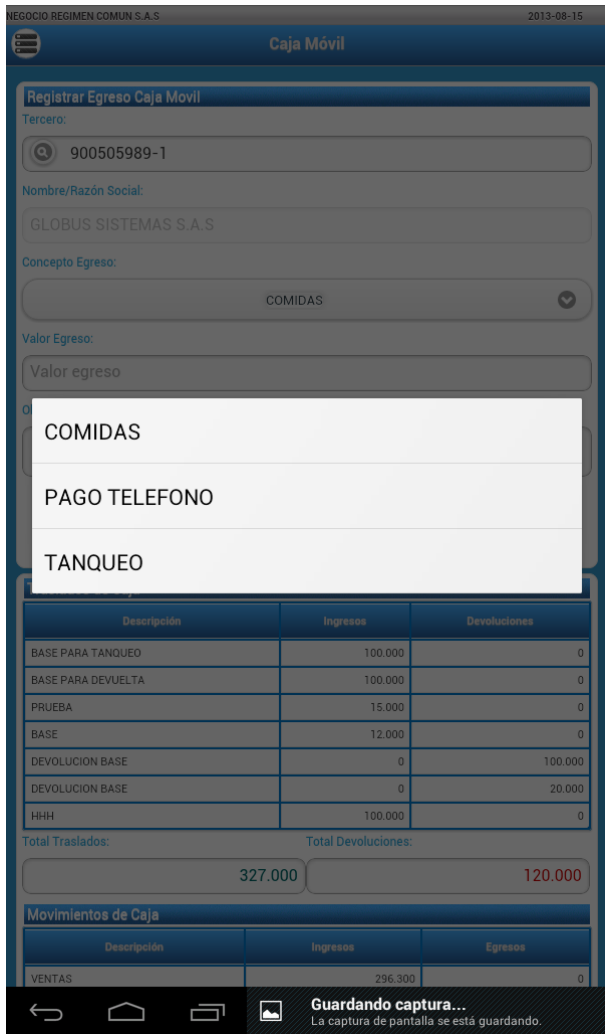 NEGOCIO REGIMEN COMUN S.A.S 2013-08-15
Caja Móvil
Registrar Egreso Caja Movil
Tercero:
900505989-1
Nombre/Razón Social:
GLOBUS SISTEMAS S.A.S
Concepto Egreso:
COMIDAS
Valor Egreso:
Valor egreso
COMIDAS
PAGO TELEFONO
TANQUEO
Descripción Ingresos Devoluciones
BASE PARA TANQUEO 100.000 0
BASE PARA DEVUELTA 100.000 0
PRUEBA 15.000 0
BASE 12.000 0
DEVOLUCION BASE 0 100.000
DEVOLUCION BASE 0 20.000
HHH 100.000 0
Total Traslados: Total Devoluciones:
327.000 120.000
Movimientos de Caja
Descripción Ingresos Egresos
VENTAS 296.300 0
Guardando captura...
La captura de pantalla se está guardando.